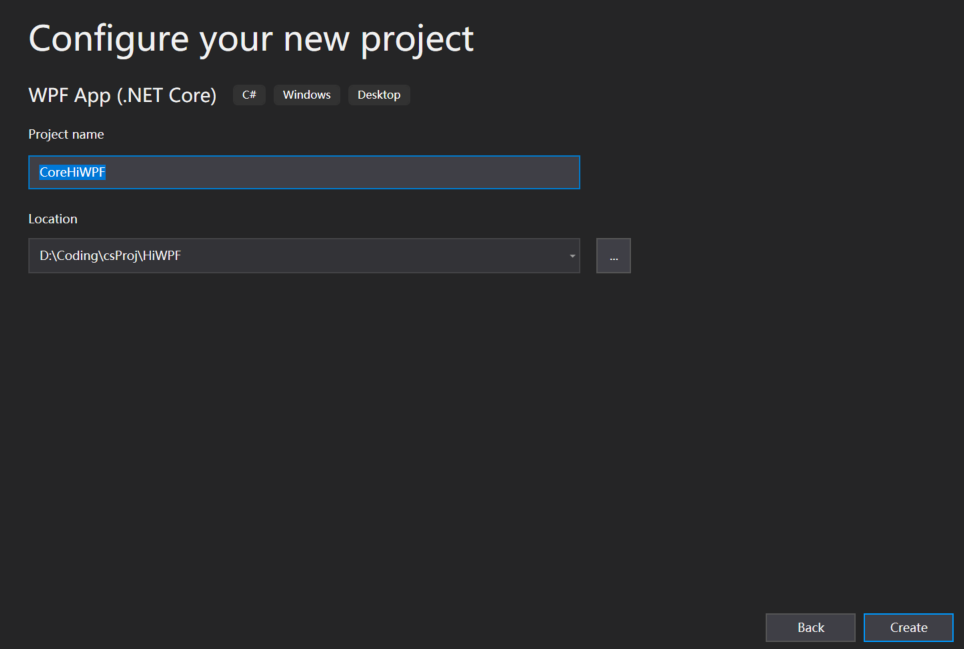 Configure your new project
WPF App (.NET Core) C# Windows Desktop
Project name
CoreHiWPF
Location
D:\Coding\csProj\HiWPF ...
Back Create